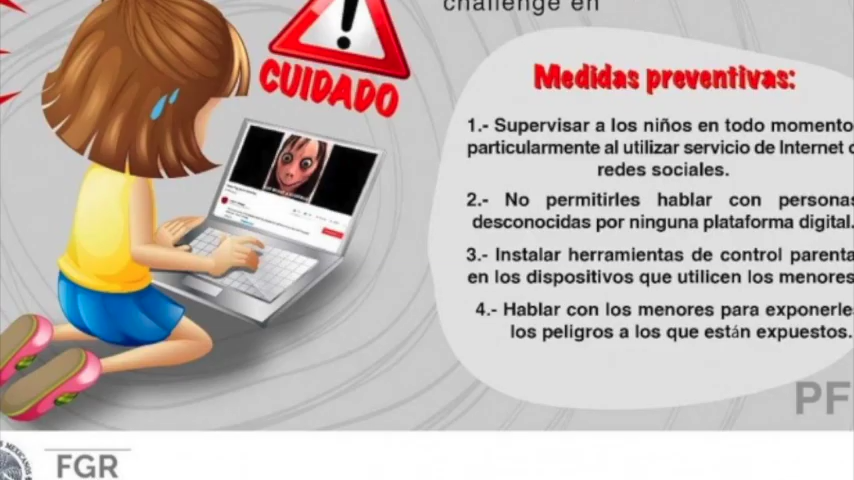 challenge en
CUIDADO
Medidas preventivas:
1.- Supervisar a los niños en todo momento
particularmente al utilizar servicio de Internet o
redes sociales.
2.- No permitirles hablar con personas
desconocidas por ninguna plataforma digital.
3.- Instalar herramientas de control parenta
en los dispositivos que utilicen los menores
4.- Hablar con los menores para exponerles
los peligros a los que están expuestos.
PF
FGR